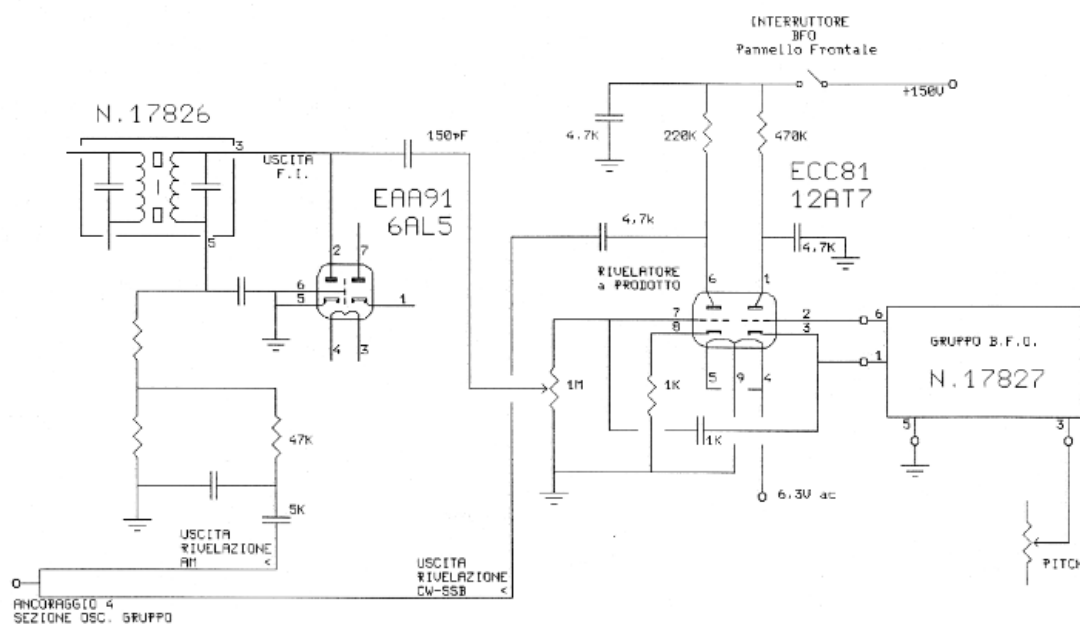 INTERRUTTORE
BFO
Pannello Frontale
+150V
N.17826
3
USCITA
F.I.
5
150pF
4.7K
220K
470K
ECC81
12AT7
EAA91
6AL5
2
7
6
5
1
4
3
4,7k
4.7K
RIVELATORE
a PRODOTTO
6
1
7
8
2
3
5
9
4
1M
1K
1K
6
1
GRUPPO B.F.O.
N.17827
5
3
6.3V ac
47K
5K
USCITA
RIVELAZIONE
AM <
USCITA
RIVELAZIONE
CW-SSB <
PITCH
ANCORAGGIO 4
SEZIONE OSC. GRUPPO